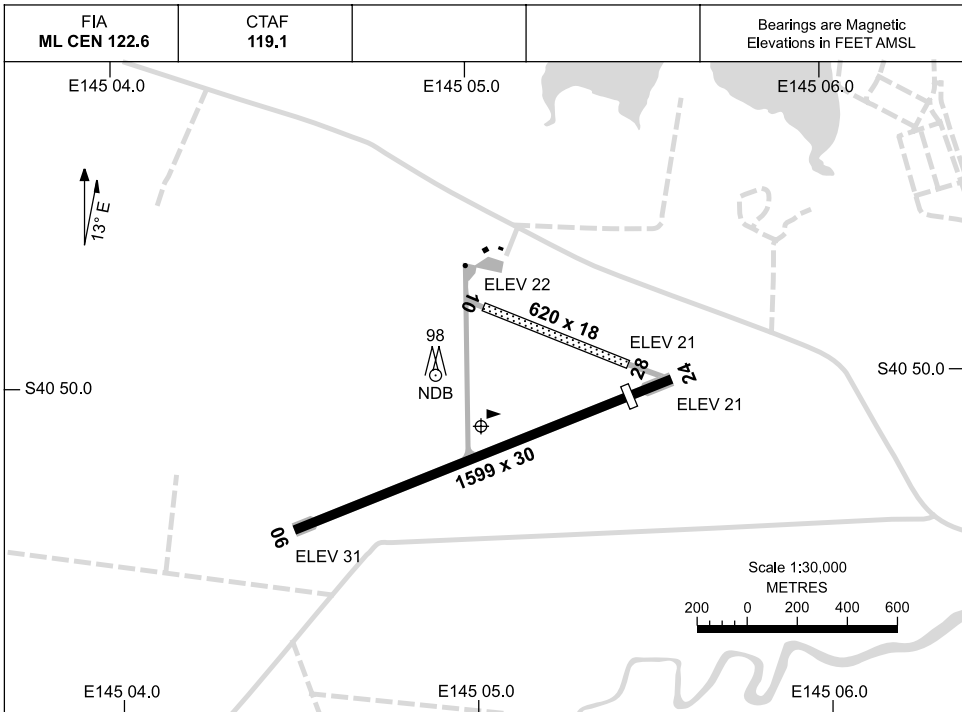 FIA
ML CEN 122.6
CTAF
119.1
Bearings are Magnetic
Elevations in FEET AMSL
E145 04.0
E145 05.0
E145 06.0
13° E
ELEV 22
10
620 x 18
ELEV 21
28
24
ELEV 21
98
NDB
S40 50.0
S40 50.0
1599 x 30
06
ELEV 31
Scale 1:30,000
METRES
200 0 200 400 600
E145 04.0
E145 05.0
E145 06.0